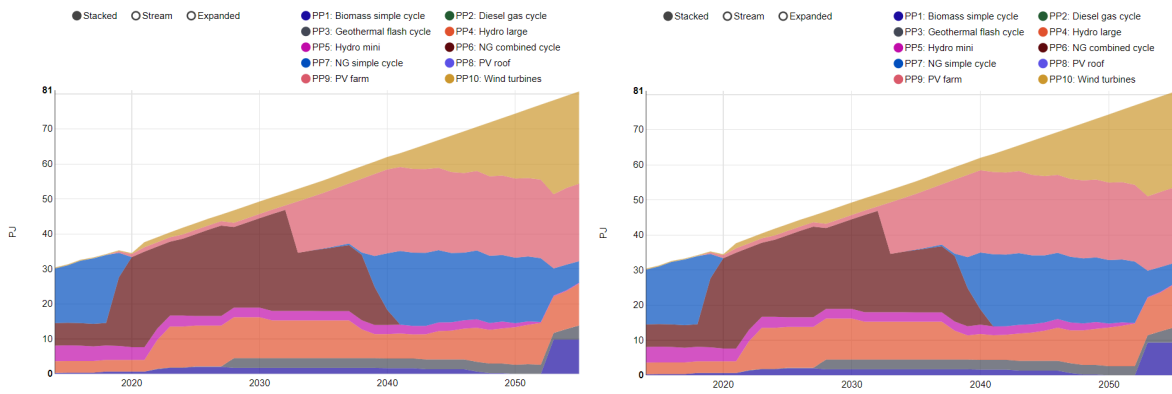 Stacked Stream Expanded
PP1: Biomass simple cycle PP2: Diesel gas cycle
PP3: Geothermal flash cycle PP4: Hydro large
PP5: Hydro mini PP6: NG combined cycle
PP7: NG simple cycle PP8: PV roof
PP9: PV farm PP10: Wind turbines
81
70
60
50
40
30
20
10
0
PJ
2020 2030 2040 2050
Stacked Stream Expanded
PP1: Biomass simple cycle PP2: Diesel gas cycle
PP3: Geothermal flash cycle PP4: Hydro large
PP5: Hydro mini PP6: NG combined cycle
PP7: NG simple cycle PP8: PV roof
PP9: PV farm PP10: Wind turbines
81
70
60
50
40
30
20
10
0
PJ
2020 2030 2040 2050